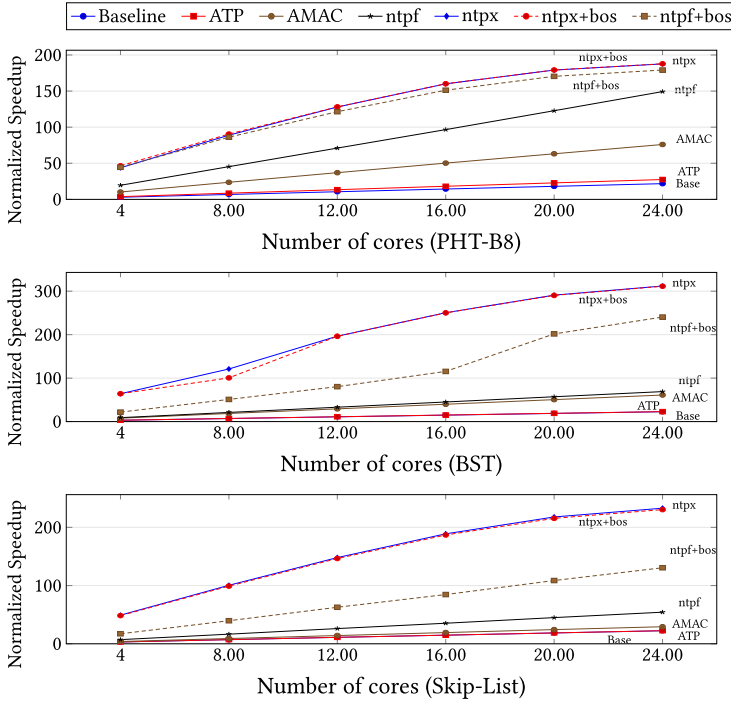 Baseline ATP AMAC ntpf ntpx ntpx+bos ntpf+bos
Normalized Speedup
200
150
100
50
0
ntpx+bos
ntpx
ntpf+bos
ntpf
AMAC
ATP
Base
4 8.00 12.00 16.00 20.00 24.00
Number of cores (PHT-B8)
Normalized Speedup
300
200
100
0
ntpx
ntpx+bos
ntpf+bos
ntpf
AMAC
ATP
Base
4 8.00 12.00 16.00 20.00 24.00
Number of cores (BST)
Normalized Speedup
200
100
0
ntpx
ntpx+bos
ntpf+bos
ntpf
AMAC
ATP
Base
4 8.00 12.00 16.00 20.00 24.00
Number of cores (Skip-List)